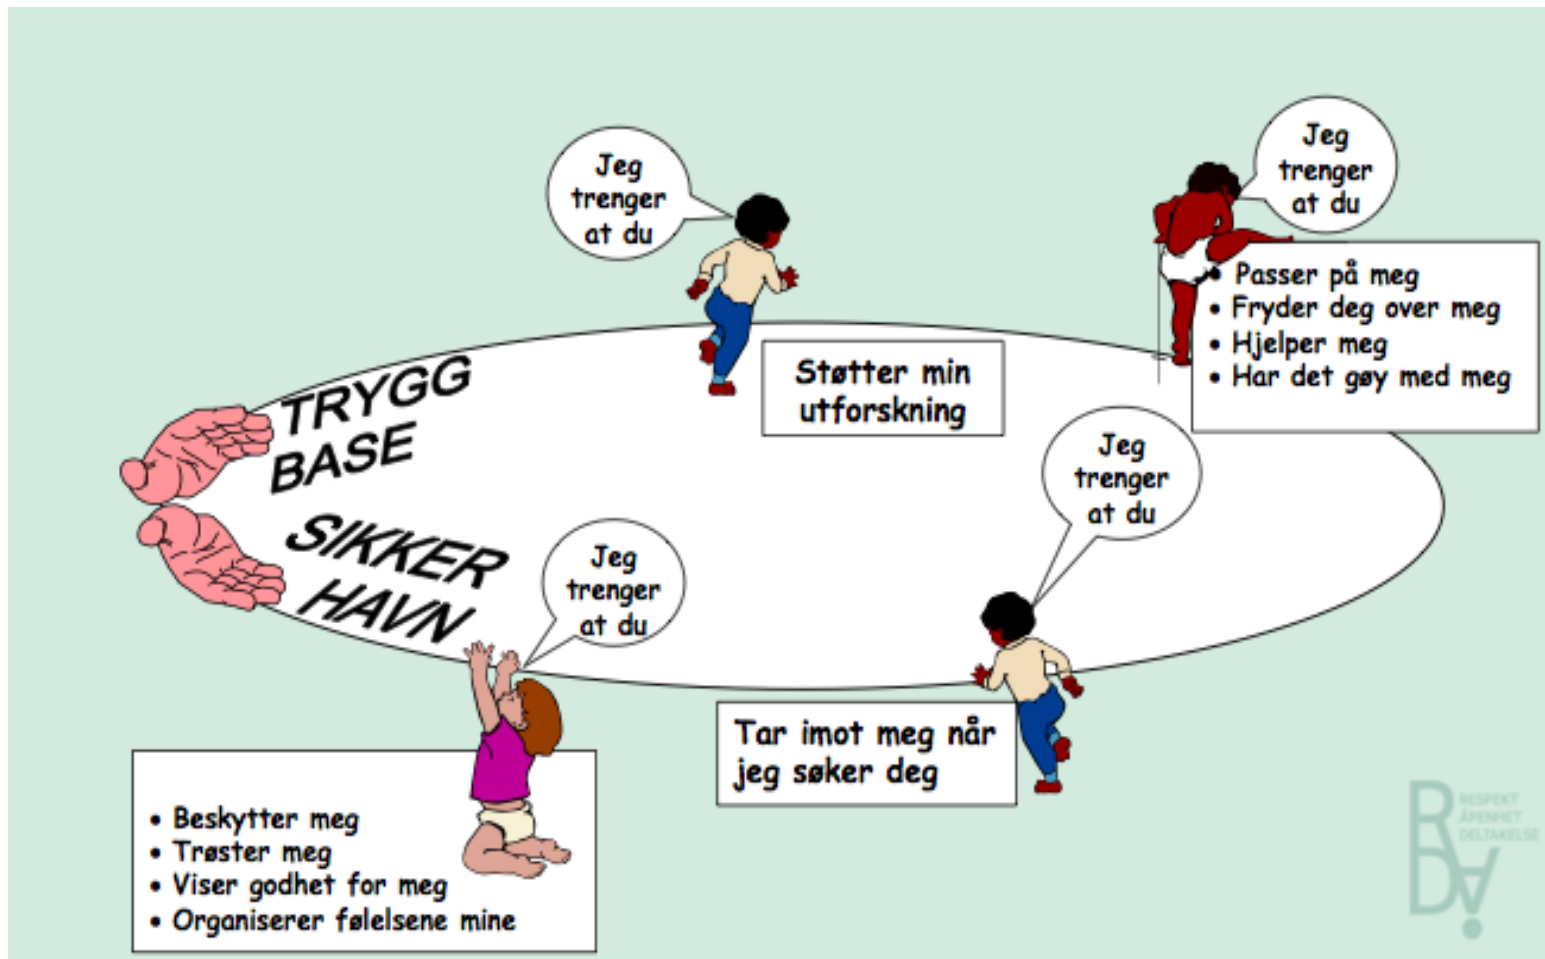 Jeg
trenger
at du
Jeg
trenger
at du
• Passer på meg
• Fryder deg over meg
• Hjelper meg
• Har det gøy med meg
Støtter min
utforskning
TRYGG
BASE
SIKKER
HAVN
Jeg
trenger
at du
Jeg
trenger
at du
Tar imot meg når
jeg søker deg
• Beskytter meg
• Trøster meg
• Viser godhet for meg
• Organiserer følelsene mine
RDA!
RESPEKT
ÅPENHET
DELTAKELSE